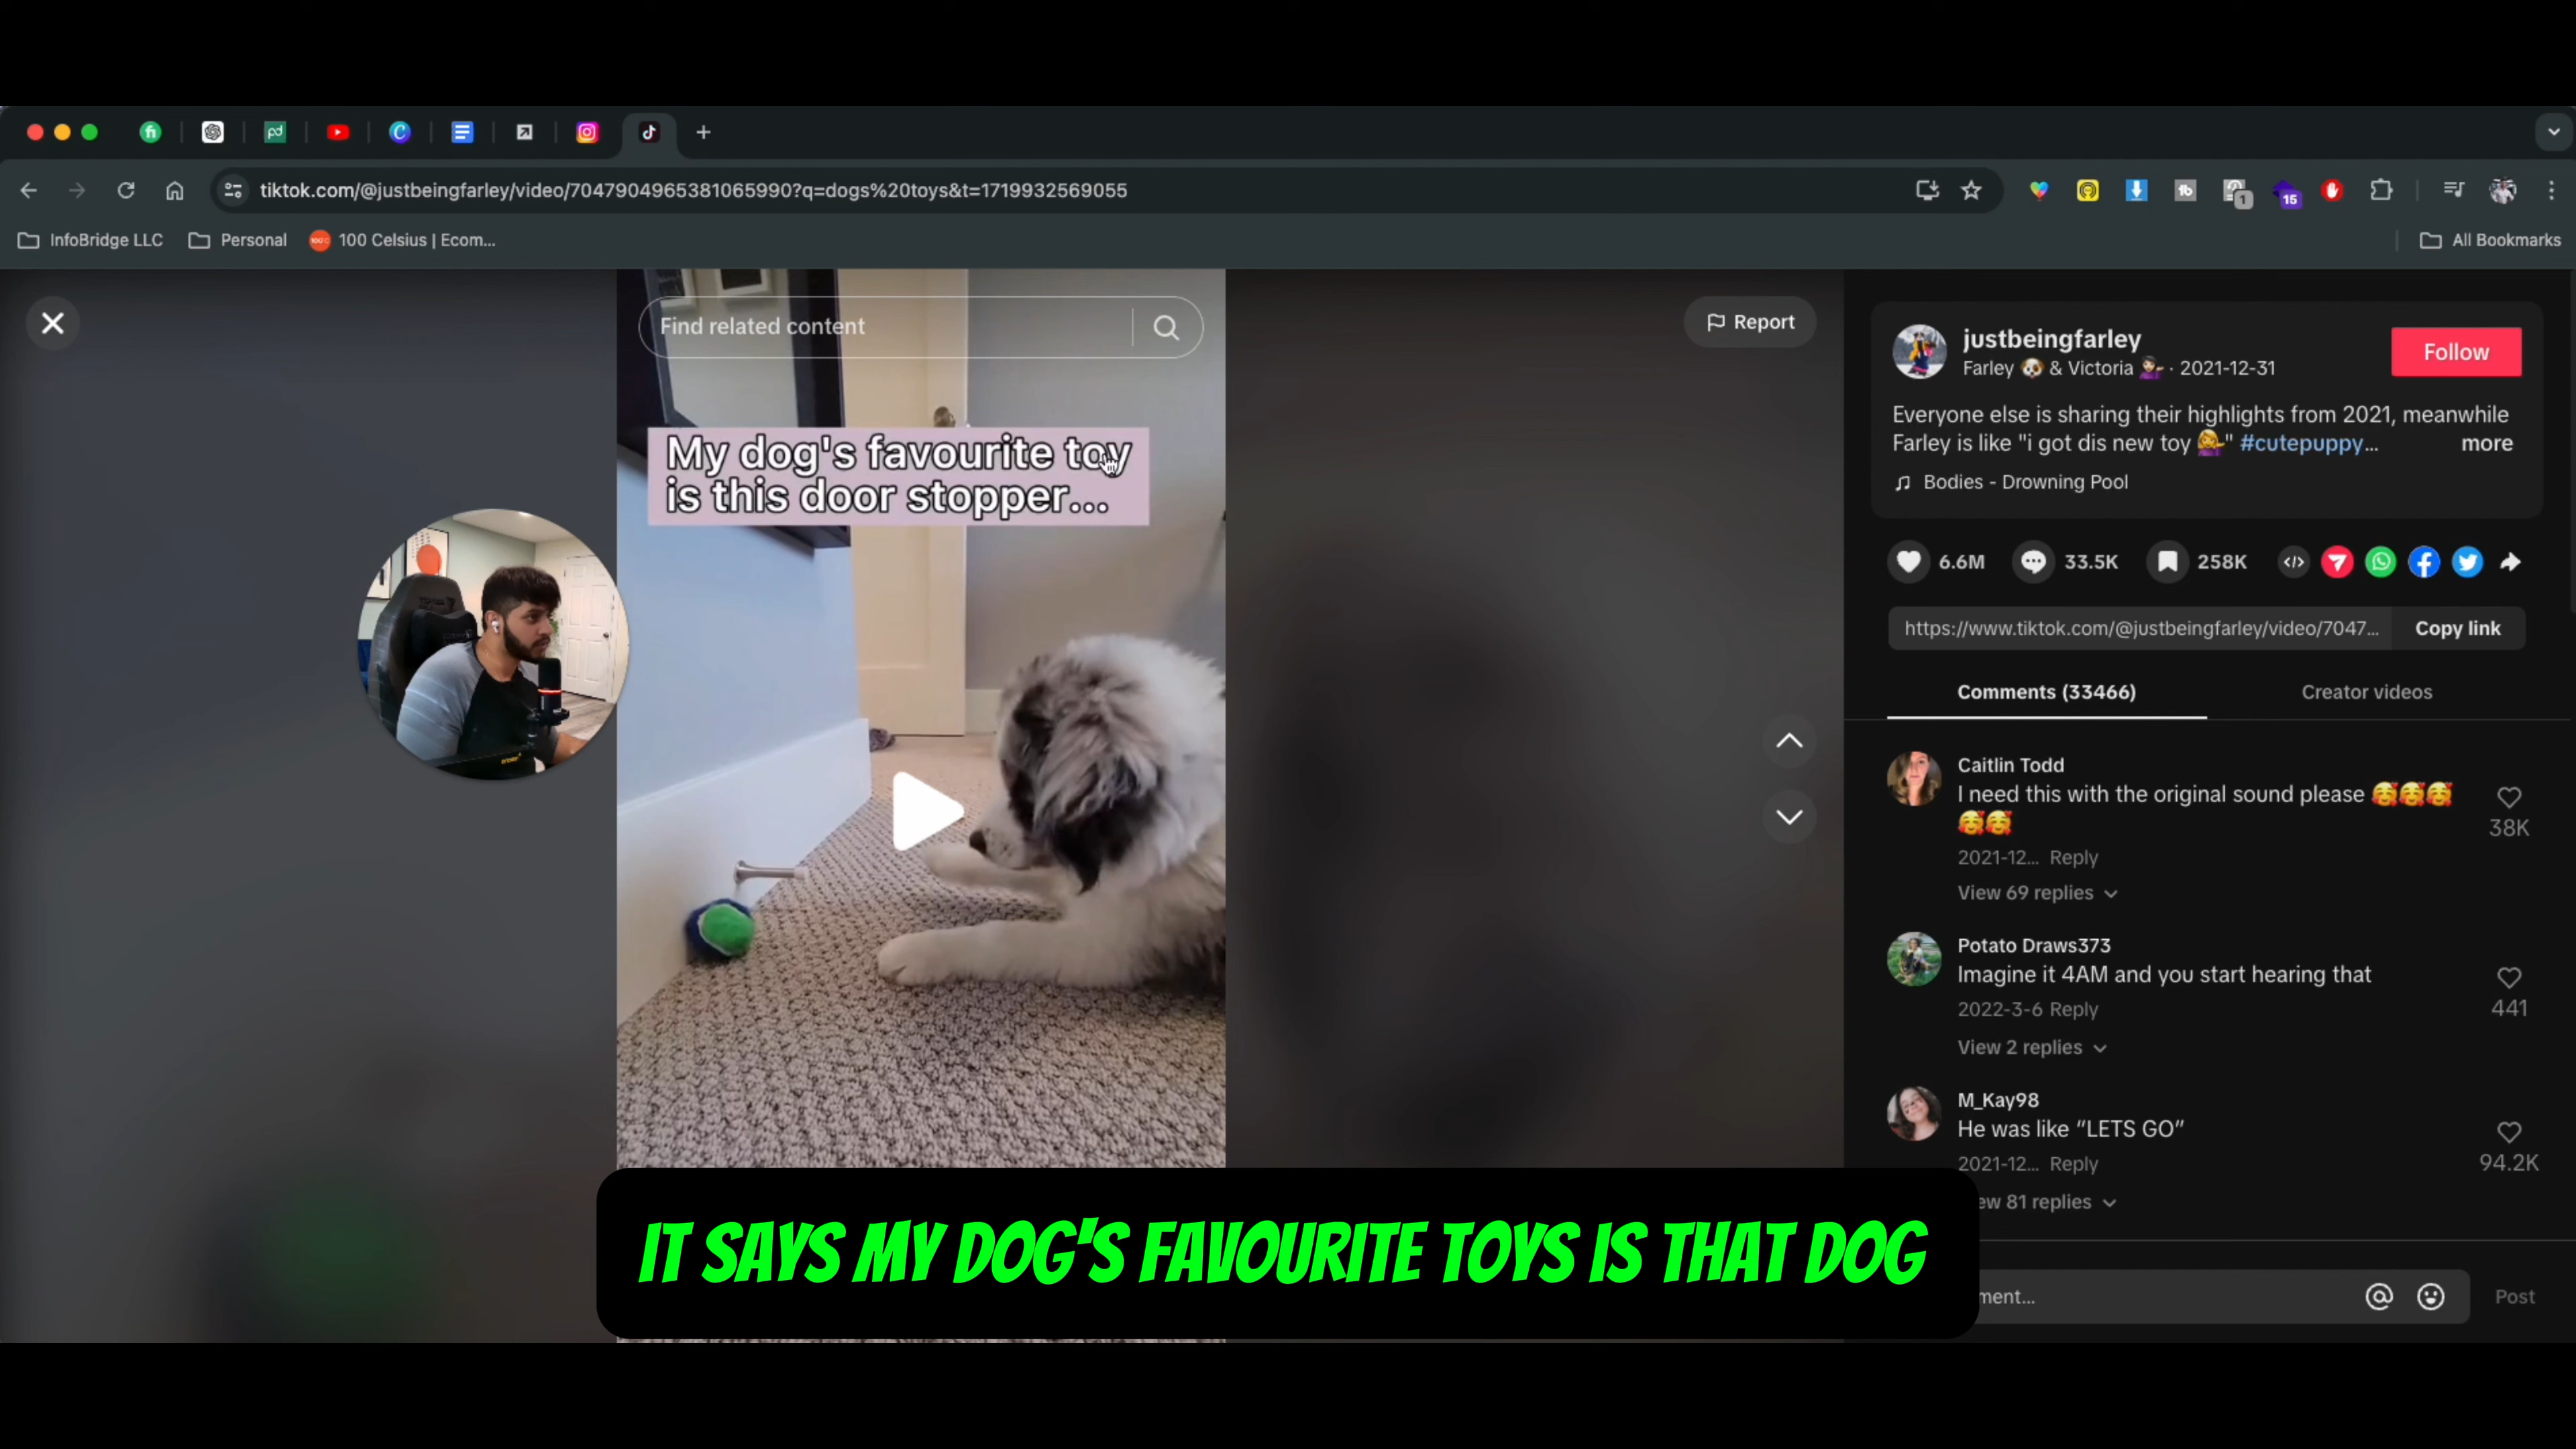 tiktok.com/@justbeingfarley/video/7047904965381065990?q=dogs%20toys&t=1719932569055
1
15
InfoBridge LLC
Personal
100 Celsius | Ecom...
All Bookmarks
Find related content
Report
My dog's favourite toy
is this door stopper...
justbeingfarley
Farley 🐶 & Victoria 💁🏻‍♀️ · 2021-12-31
Follow
Everyone else is sharing their highlights from 2021, meanwhile
Farley is like "i got dis new toy 💁‍♀️" #cutepuppy...
more
Bodies - Drowning Pool
6.6M
33.5K
258K
https://www.tiktok.com/@justbeingfarley/video/7047...
Copy link
Comments (33466)
Creator videos
Caitlin Todd
I need this with the original sound please 🥰🥰🥰
🥰🥰
38K
2021-12... Reply
View 69 replies
Potato Draws373
Imagine it 4AM and you start hearing that
2022-3-6 Reply
441
View 2 replies
M_Kay98
He was like “LETS GO”
2021-12... Reply
94.2K
ew 81 replies
ment...
Post
IT SAYS MY DOG'S FAVOURITE TOYS IS THAT DOG